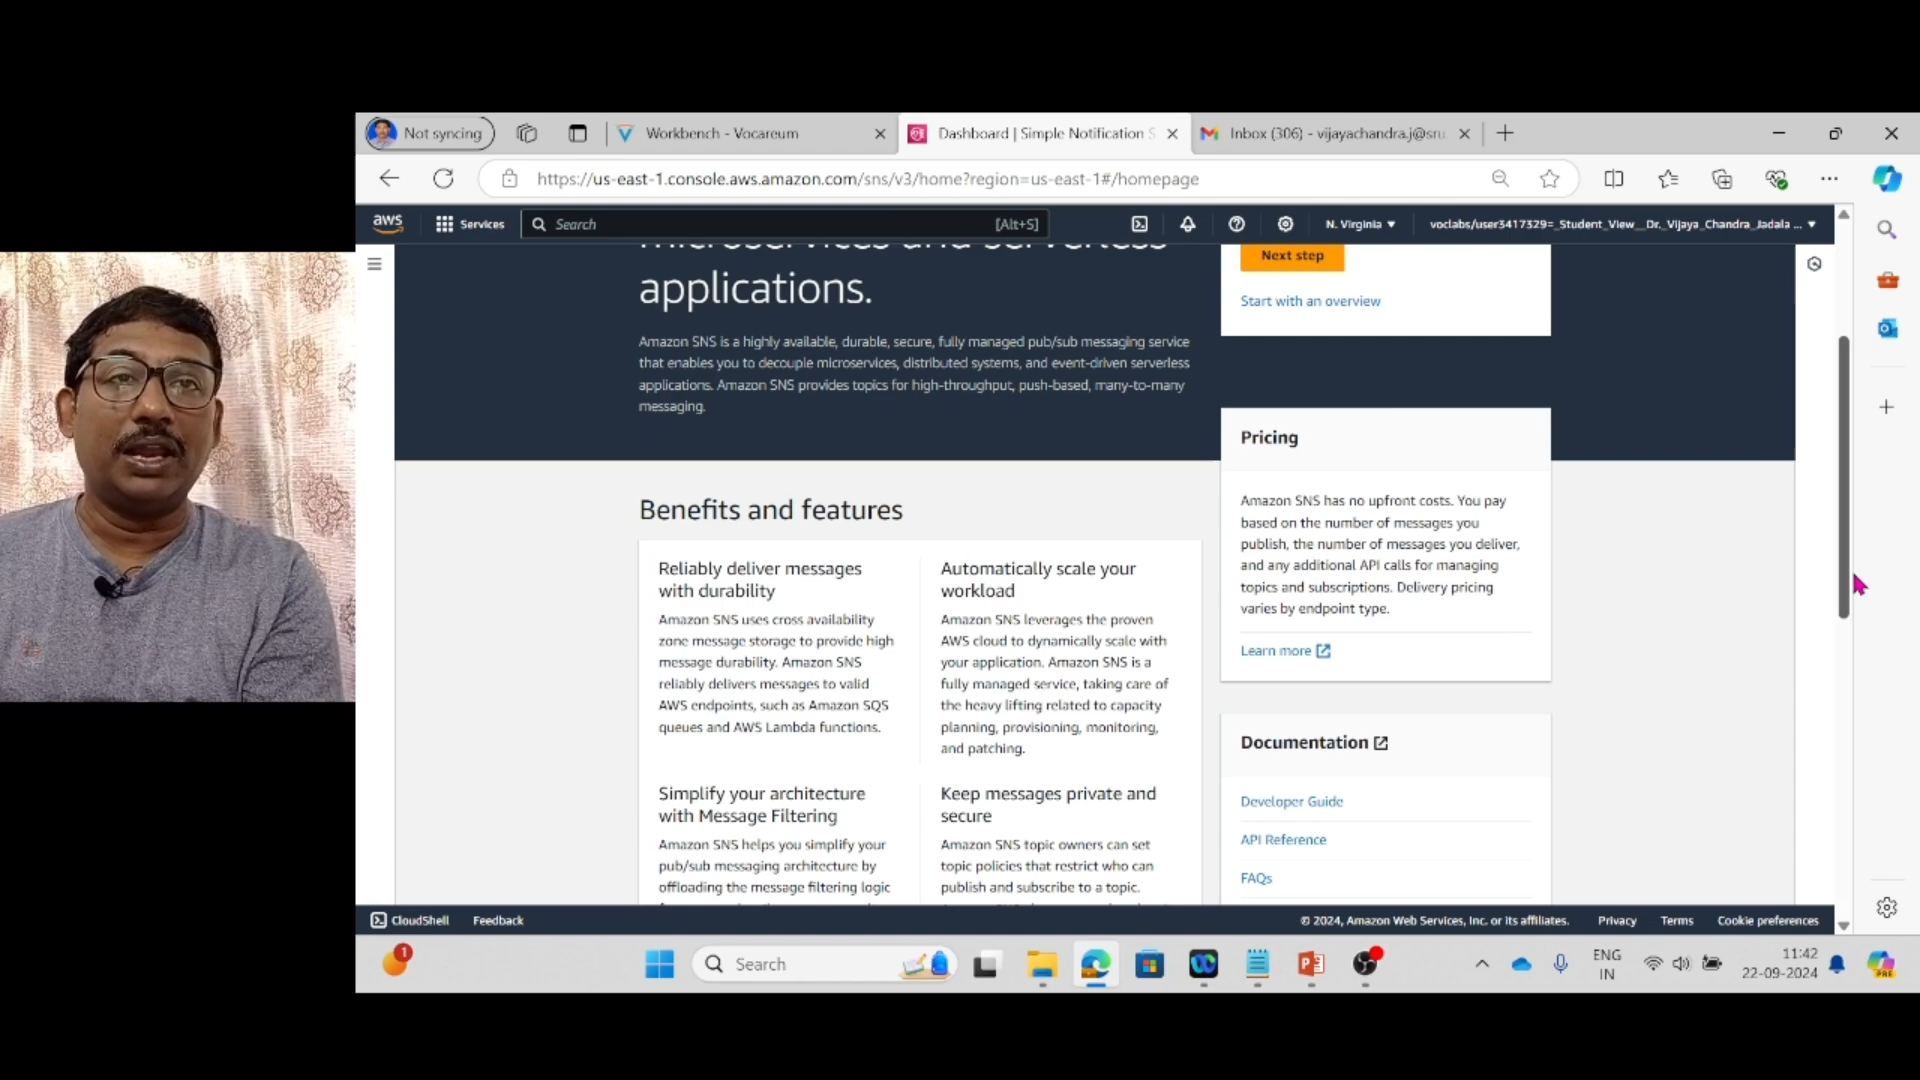 Not syncing
Workbench - Vocareum
Dashboard | Simple Notification S
Inbox (306) - vijayachandra.j@sru
https://us-east-1.console.aws.amazon.com/sns/v3/home?region=us-east-1#/homepage
aws
Services
Search
[Alt+S]
N. Virginia
voclabs/user3417329=_Student_View__Dr._Vijaya_Chandra_Jadala ...
microservices and serverless
applications.
Amazon SNS is a highly available, durable, secure, fully managed pub/sub messaging service
that enables you to decouple microservices, distributed systems, and event-driven serverless
applications. Amazon SNS provides topics for high-throughput, push-based, many-to-many
messaging.
Next step
Start with an overview
Pricing
Amazon SNS has no upfront costs. You pay
based on the number of messages you
publish, the number of messages you deliver,
and any additional API calls for managing
topics and subscriptions. Delivery pricing
varies by endpoint type.
Learn more
Benefits and features
Reliably deliver messages
with durability
Amazon SNS uses cross availability
zone message storage to provide high
message durability. Amazon SNS
reliably delivers messages to valid
AWS endpoints, such as Amazon SQS
queues and AWS Lambda functions.
Automatically scale your
workload
Amazon SNS leverages the proven
AWS cloud to dynamically scale with
your application. Amazon SNS is a
fully managed service, taking care of
the heavy lifting related to capacity
planning, provisioning, monitoring,
and patching.
Simplify your architecture
with Message Filtering
Amazon SNS helps you simplify your
pub/sub messaging architecture by
offloading the message filtering logic
Keep messages private and
secure
Amazon SNS topic owners can set
topic policies that restrict who can
publish and subscribe to a topic.
Documentation
Developer Guide
API Reference
FAQs
CloudShell
Feedback
© 2024, Amazon Web Services, Inc. or its affiliates.
Privacy
Terms
Cookie preferences
1
Search
ENG
IN
11:42
22-09-2024
PRE